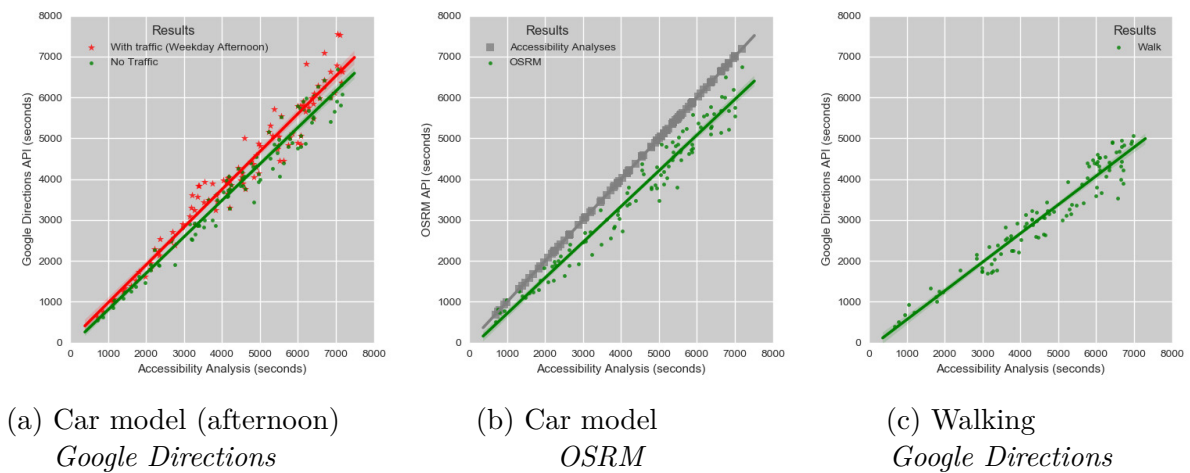 Results
With traffic (Weekday Afternoon)
No Traffic
8000
7000
6000
5000
4000
3000
2000
1000
0
Google Directions API (seconds)
0 1000 2000 3000 4000 5000 6000 7000 8000
Accessibility Analysis (seconds)
Results
Accessibility Analyses
OSRM
8000
7000
6000
5000
4000
3000
2000
1000
0
OSRM API (seconds)
0 1000 2000 3000 4000 5000 6000 7000 8000
Accessibility Analysis (seconds)
Results
Walk
8000
7000
6000
5000
4000
3000
2000
1000
0
Google Directions API (seconds)
0 1000 2000 3000 4000 5000 6000 7000 8000
Accessibility Analysis (seconds)
(a) Car model (afternoon)
Google Directions
(b) Car model
OSRM
(c) Walking
Google Directions